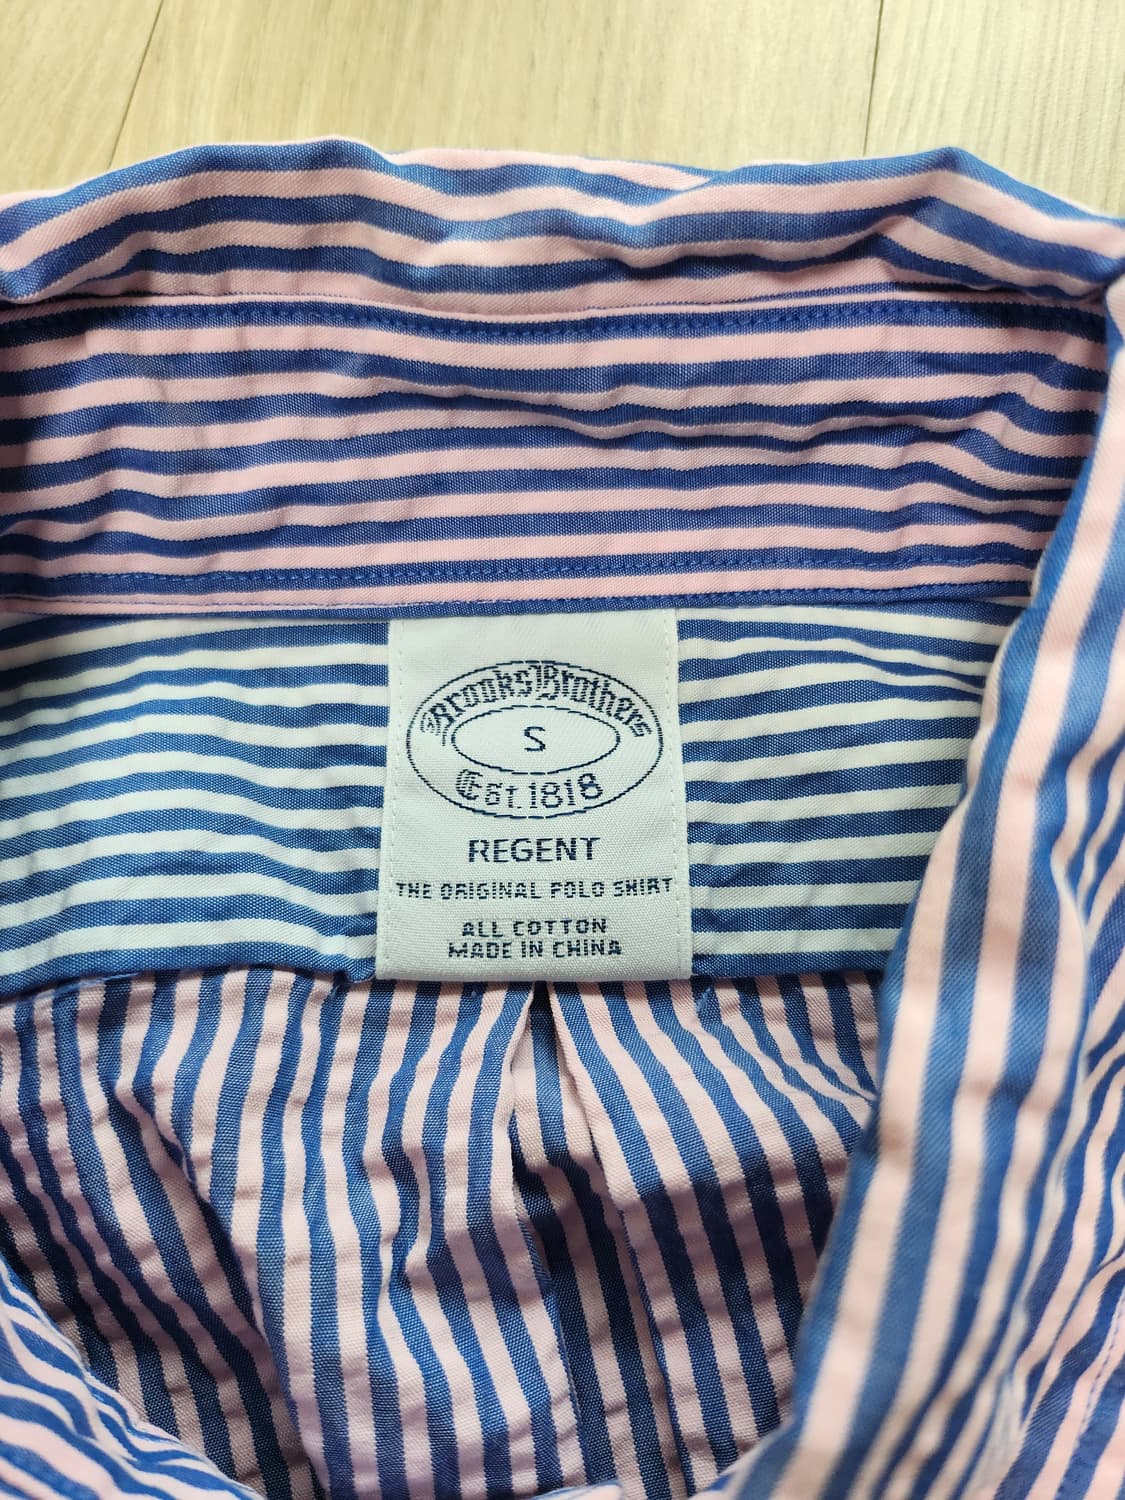 Brooks Brothers
S
Est. 1818
REGENT
THE ORIGINAL POLO SHIRT
ALL COTTON
MADE IN CHINA